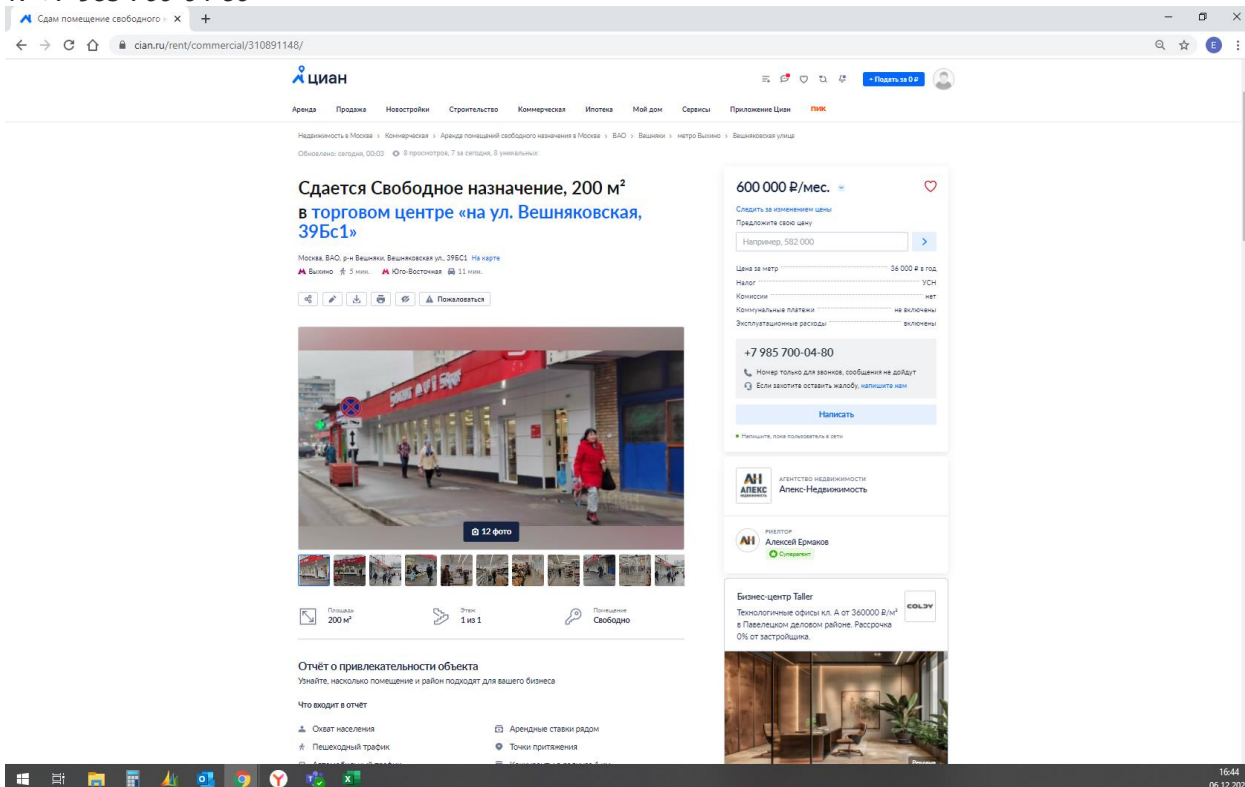 Сдам помещение свободного н
cian.ru/rent/commercial/310891148/
E
циан
+ Подать за 0 ₽
Аренда Продажа Новостройки Строительство Коммерческая Ипотека Мой дом Сервисы Приложение Циан ПИК
Недвижимость в Москве › Коммерческая › Аренда помещений свободного назначения в Москве › ВАО › Вешняки › метро Выхино › Вешняковская улица
Обновлено: сегодня, 00:03 8 просмотров, 7 за сегодня, 8 уникальных
Сдается Свободное назначение, 200 м²
в торговом центре «на ул. Вешняковская,
39Бс1»
Москва, ВАО, р-н Вешняки, Вешняковская ул., 39БС1 На карте
Выхино 5 мин. Юго-Восточная 11 мин.
Пожаловаться
12 фото
Площадь
200 м²
Этаж
1 из 1
Помещение
Свободно
Отчёт о привлекательности объекта
Узнайте, насколько помещение и район подходят для вашего бизнеса
Что входит в отчёт
Охват населения Арендные ставки рядом
Пешеходный трафик Точки притяжения
600 000 ₽/мес.
Следить за изменением цены
Предложите свою цену
Например, 582 000
Цена за метр 36 000 ₽ в год
Налог УСН
Комиссии нет
Коммунальные платежи не включены
Эксплуатационные расходы включены
+7 985 700-04-80
Номер только для звонков, сообщения не дойдут
Если захотите оставить жалобу, напишите нам
Написать
Напишите, пока пользователь в сети
АН
АПЕКС
АГЕНТСТВО НЕДВИЖИМОСТИ
Апекс-Недвижимость
АН
РИЕЛТОР
Алексей Ермаков
Суперагент
Бизнес-центр Taller
Технологичные офисы кл. А от 360000 ₽/м²
в Павелецком деловом районе. Рассрочка
0% от застройщика.
COLDY
Реклама
16:44